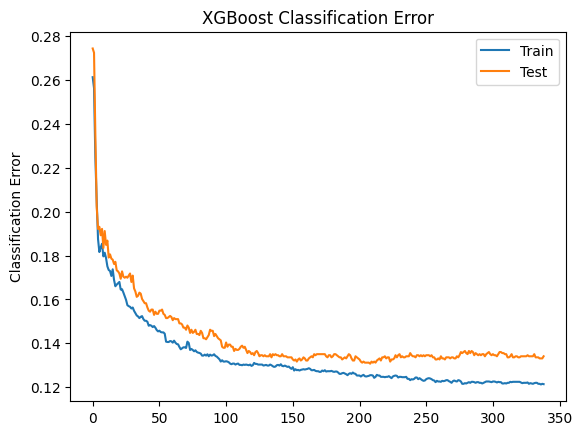 XGBoost Classification Error
Train
Test
Classification Error
0.28
0.26
0.24
0.22
0.20
0.18
0.16
0.14
0.12
0 50 100 150 200 250 300 350